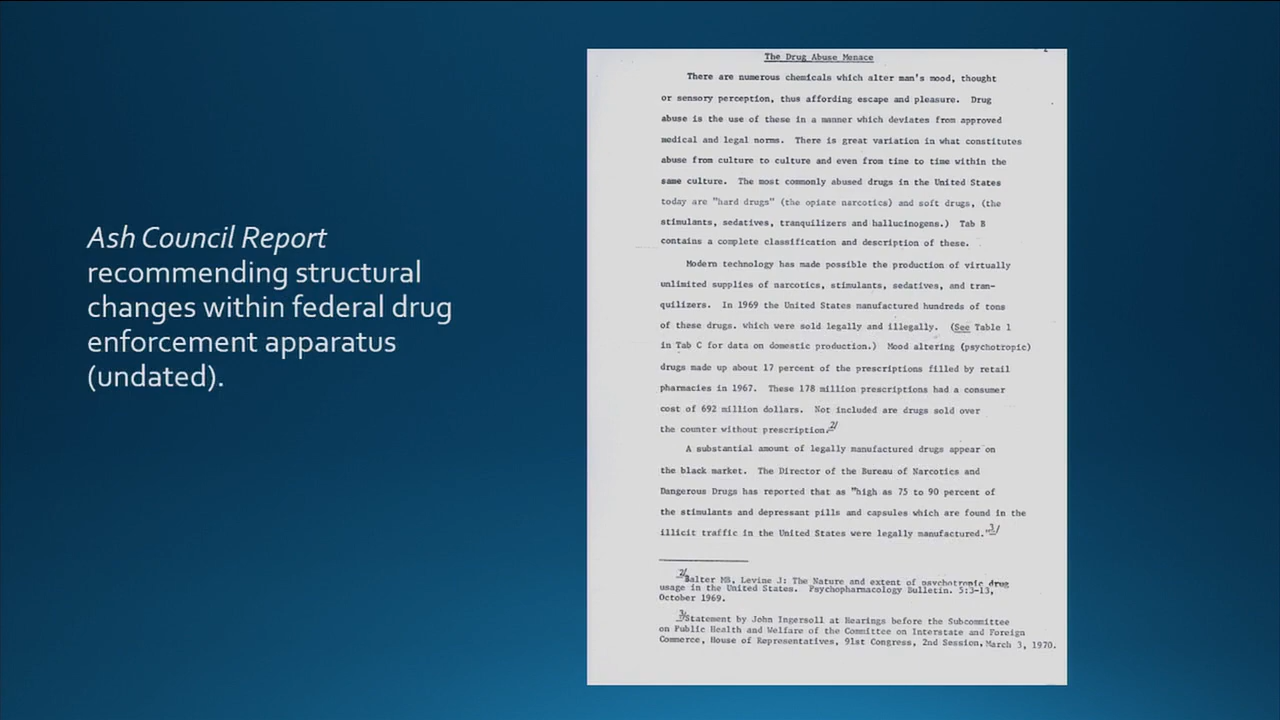 Ash Council Report
recommending structural
changes within federal drug
enforcement apparatus
(undated).
The Drug Abuse Menace
There are numerous chemicals which alter man's mood, thought
or sensory perception, thus affording escape and pleasure. Drug
abuse is the use of these in a manner which deviates from approved
medical and legal norms. There is great variation in what constitutes
abuse from culture to culture and even from time to time within the
same culture. The most commonly abused drugs in the United States
today are "hard drugs" (the opiate narcotics) and soft drugs, (the
stimulants, sedatives, tranquilizers and hallucinogens.) Tab B
contains a complete classification and description of these.
Modern technology has made possible the production of virtually
unlimited supplies of narcotics, stimulants, sedatives, and tran-
quilizers. In 1969 the United States manufactured hundreds of tons
of these drugs. which were sold legally and illegally. (See Table 1
in Tab C for data on domestic production.) Mood altering (psychotropic)
drugs made up about 17 percent of the prescriptions filled by retail
pharmacies in 1967. These 178 million prescriptions had a consumer
cost of 692 million dollars. Not included are drugs sold over
the counter without prescription.2/
A substantial amount of legally manufactured drugs appear on
the black market. The Director of the Bureau of Narcotics and
Dangerous Drugs has reported that as "high as 75 to 90 percent of
the stimulants and depressant pills and capsules which are found in the
illicit traffic in the United States were legally manufactured."3/
2/Balter MB, Levine J: The Nature and extent of psychotropic drug
usage in the United States. Psychopharmacology Bulletin. 5:3-13,
October 1969.
3/Statement by John Ingersoll at Hearings before the Subcommittee
on Public Health and Welfare of the Committee on Interstate and Foreign
Commerce, House of Representatives, 91st Congress, 2nd Session, March 3, 1970.